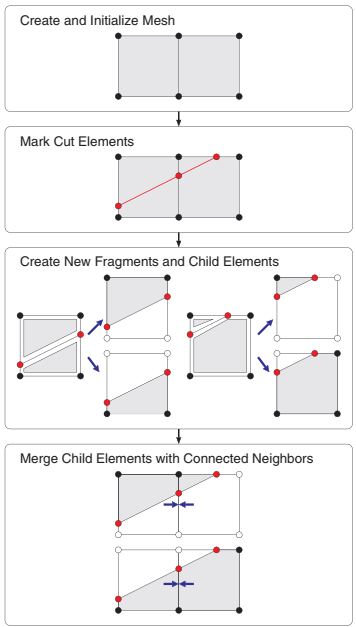 Create and Initialize Mesh
Mark Cut Elements
Create New Fragments and Child Elements
Merge Child Elements with Connected Neighbors